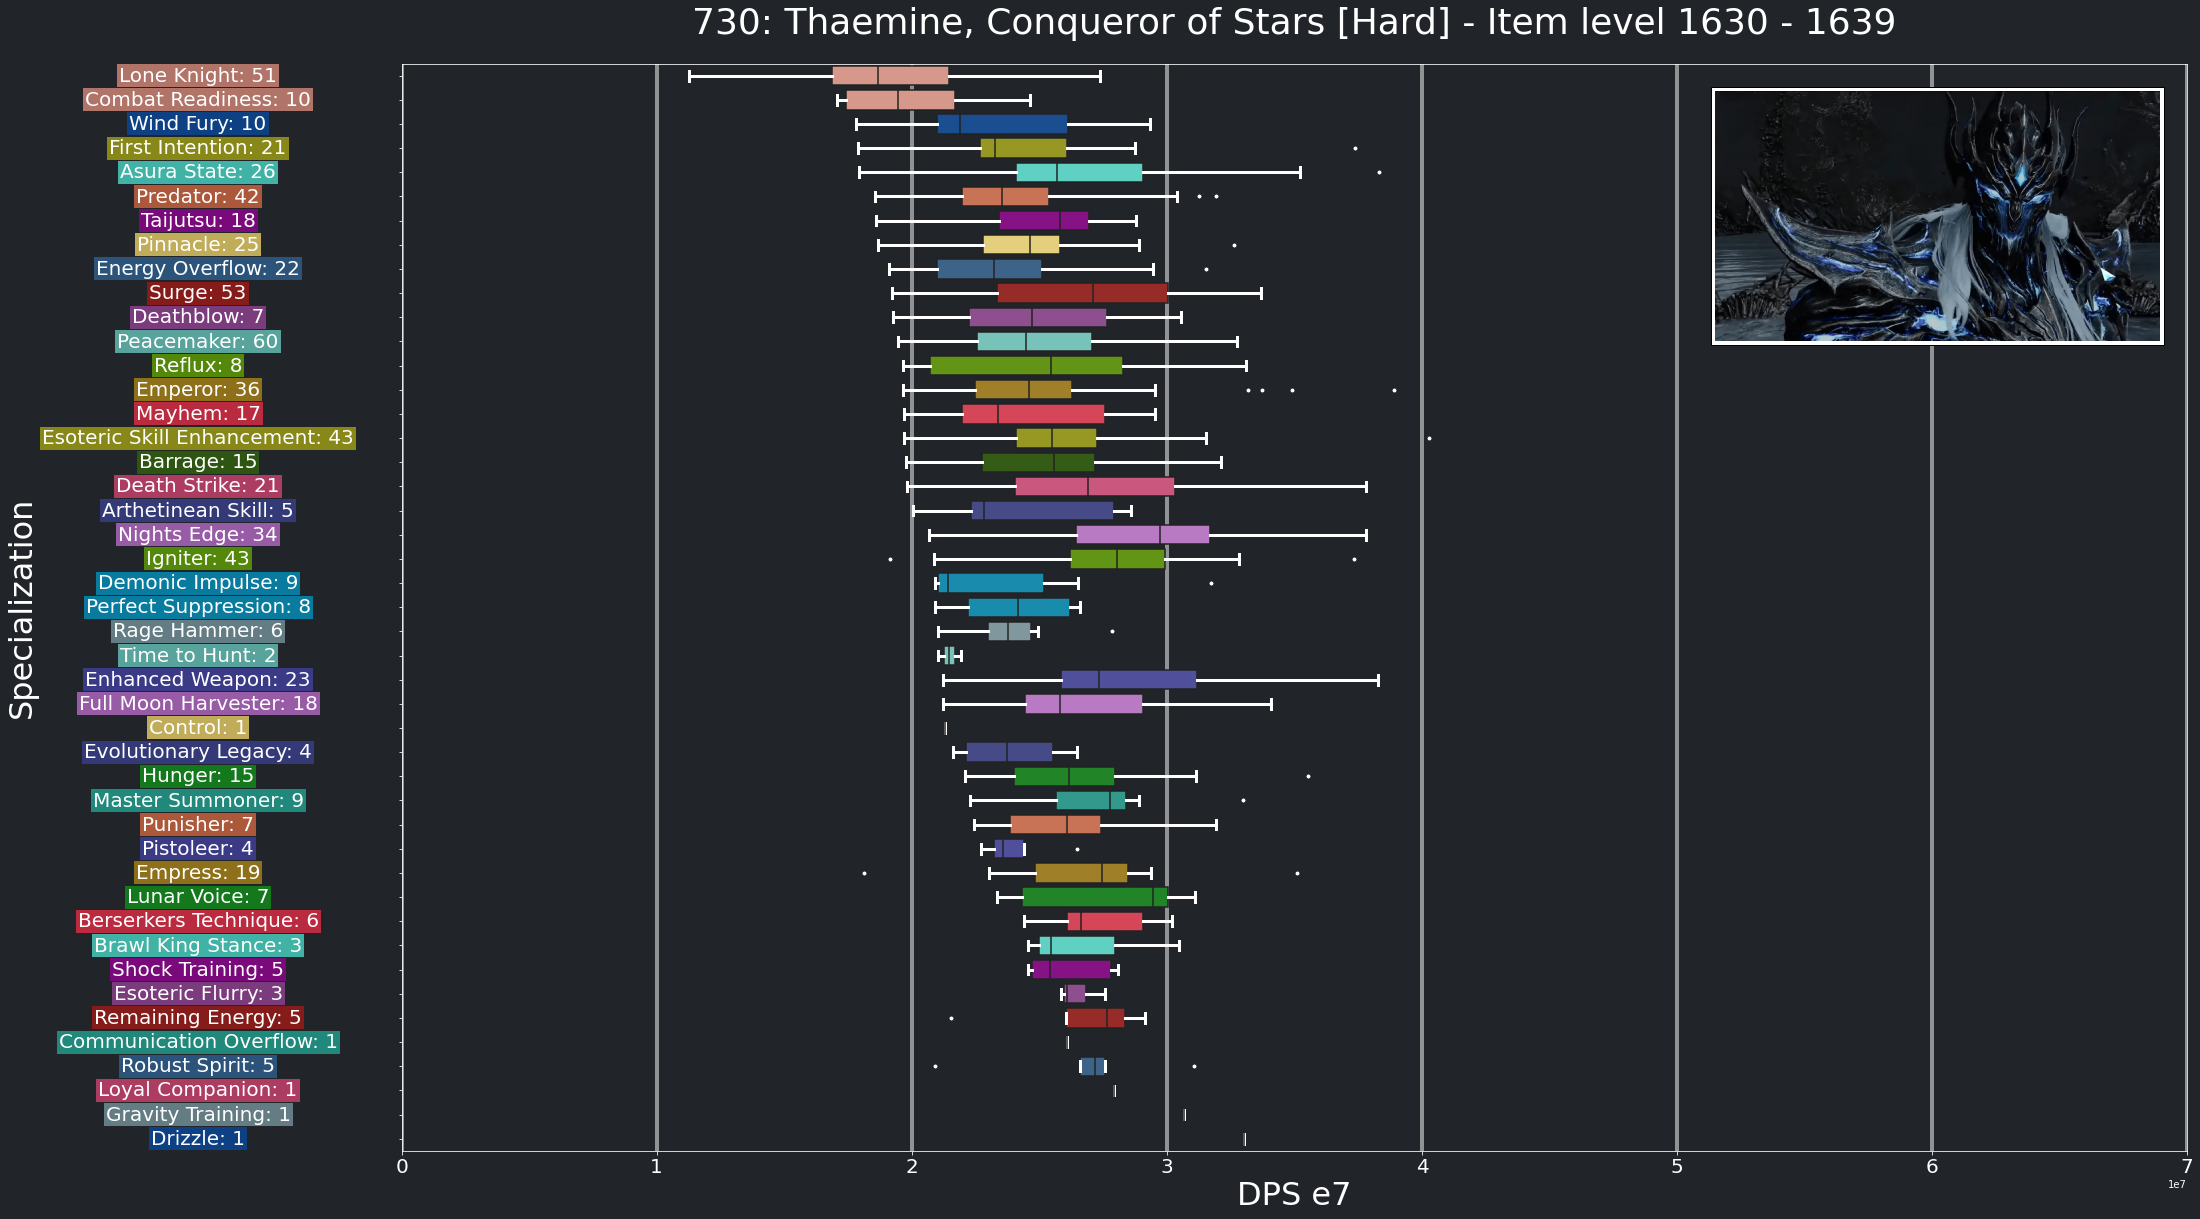 730: Thaemine, Conqueror of Stars [Hard] - Item level 1630 - 1639
Specialization
Lone Knight: 51
Combat Readiness: 10
Wind Fury: 10
First Intention: 21
Asura State: 26
Predator: 42
Taijutsu: 18
Pinnacle: 25
Energy Overflow: 22
Surge: 53
Deathblow: 7
Peacemaker: 60
Reflux: 8
Emperor: 36
Mayhem: 17
Esoteric Skill Enhancement: 43
Barrage: 15
Death Strike: 21
Arthetinean Skill: 5
Nights Edge: 34
Igniter: 43
Demonic Impulse: 9
Perfect Suppression: 8
Rage Hammer: 6
Time to Hunt: 2
Enhanced Weapon: 23
Full Moon Harvester: 18
Control: 1
Evolutionary Legacy: 4
Hunger: 15
Master Summoner: 9
Punisher: 7
Pistoleer: 4
Empress: 19
Lunar Voice: 7
Berserkers Technique: 6
Brawl King Stance: 3
Shock Training: 5
Esoteric Flurry: 3
Remaining Energy: 5
Communication Overflow: 1
Robust Spirit: 5
Loyal Companion: 1
Gravity Training: 1
Drizzle: 1
0 1 2 3 4 5 6 7
1e7
DPS e7